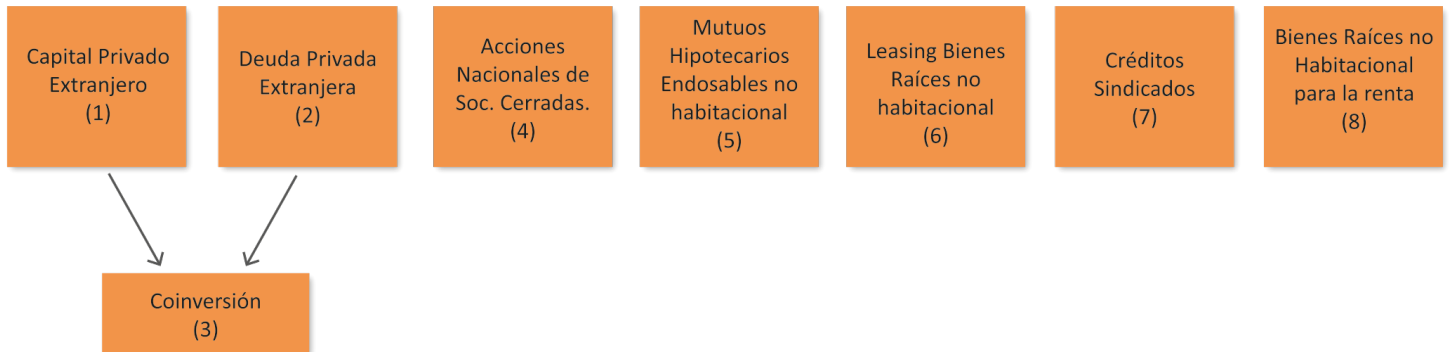 Capital Privado
Extranjero
(1)
Deuda Privada
Extranjera
(2)
Acciones
Nacionales de
Soc. Cerradas.
(4)
Mutuos
Hipotecarios
Endosables no
habitacional
(5)
Leasing Bienes
Raíces no
habitacional
(6)
Créditos
Sindicados
(7)
Bienes Raíces no
Habitacional
para la renta
(8)
Coinversión
(3)